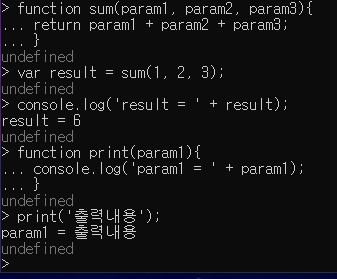 > function sum(param1, param2, param3){
... return param1 + param2 + param3;
... }
undefined
> var result = sum(1, 2, 3);
undefined
> console.log('result = ' + result);
result = 6
undefined
> function print(param1){
... console.log('param1 = ' + param1);
... }
undefined
> print('출력내용');
param1 = 출력내용
undefined
>